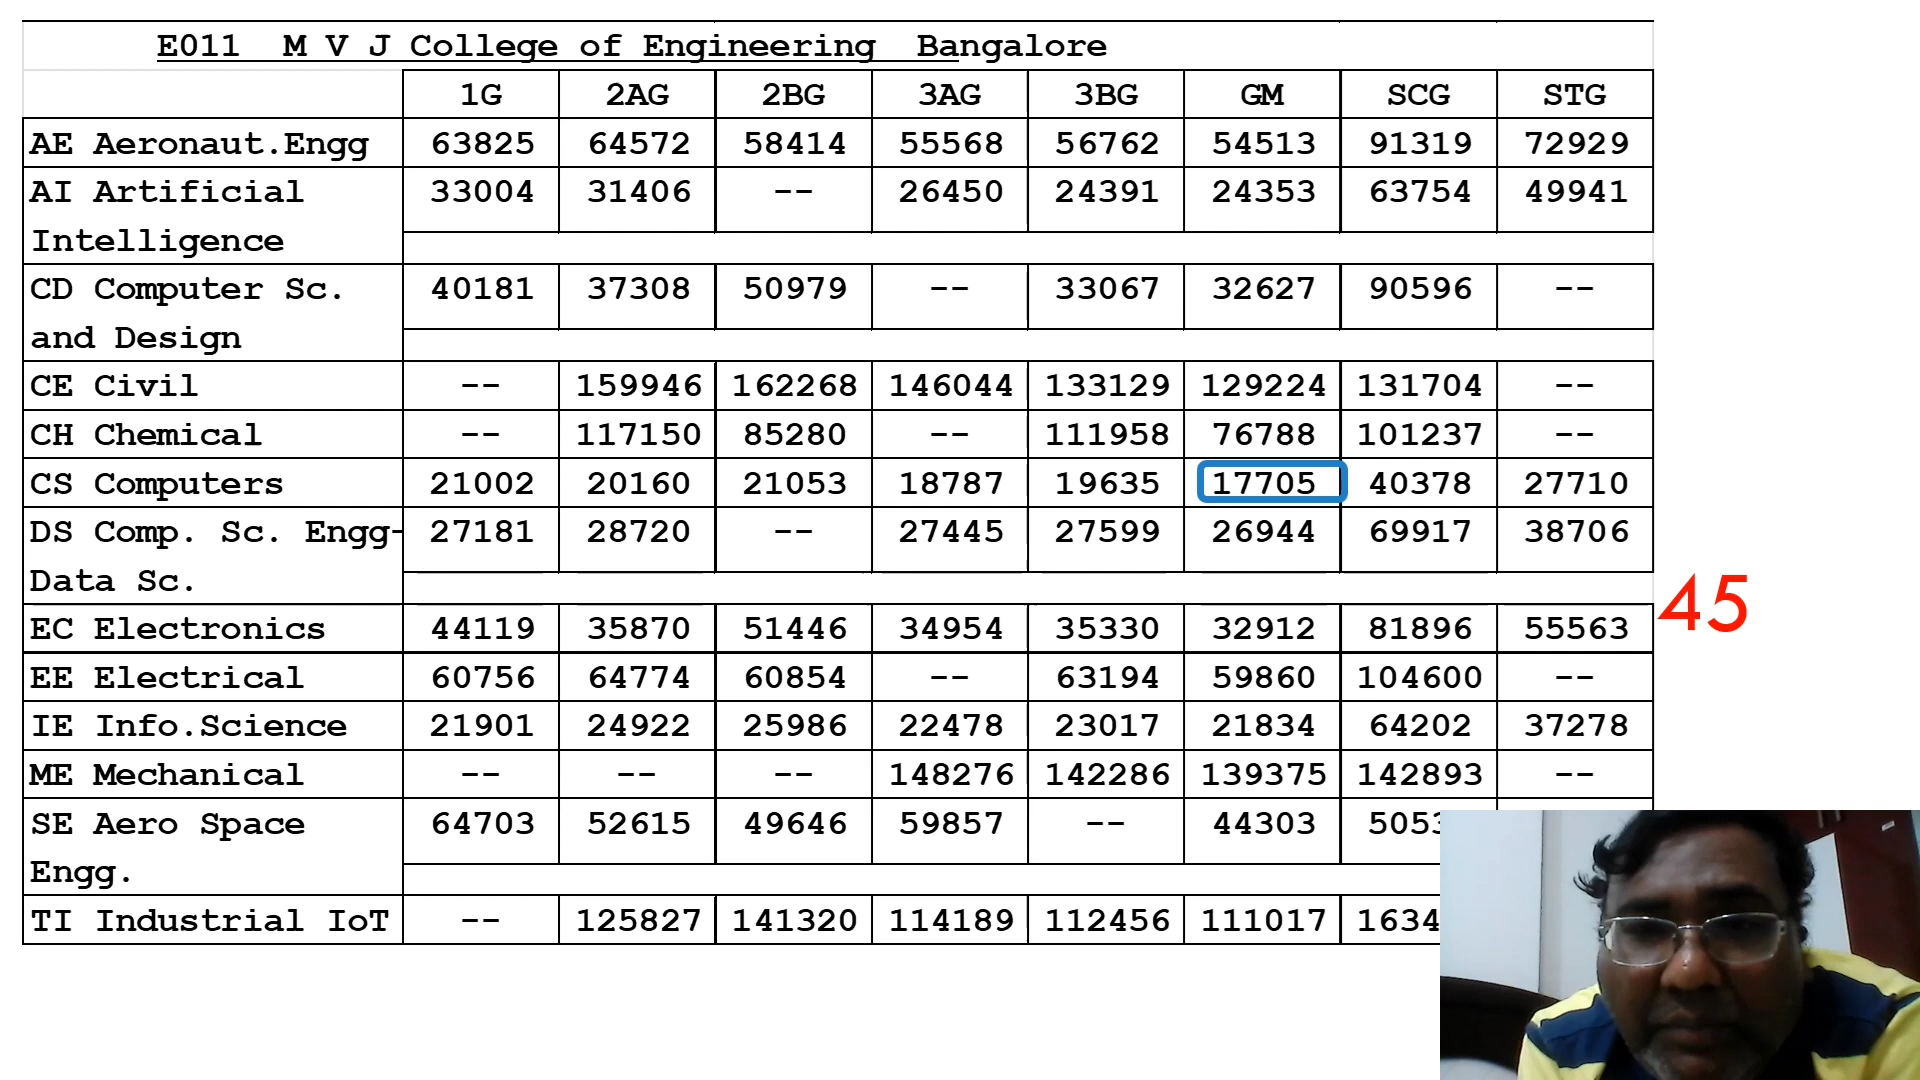 E011 M V J College of Engineering Bangalore
1G 2AG 2BG 3AG 3BG GM SCG STG
AE Aeronaut.Engg 63825 64572 58414 55568 56762 54513 91319 72929
AI Artificial 33004 31406 -- 26450 24391 24353 63754 49941
Intelligence
CD Computer Sc. 40181 37308 50979 -- 33067 32627 90596 --
and Design
CE Civil -- 159946 162268 146044 133129 129224 131704 --
CH Chemical -- 117150 85280 -- 111958 76788 101237 --
CS Computers 21002 20160 21053 18787 19635 17705 40378 27710
DS Comp. Sc. Engg- 27181 28720 -- 27445 27599 26944 69917 38706
Data Sc.
45
EC Electronics 44119 35870 51446 34954 35330 32912 81896 55563
EE Electrical 60756 64774 60854 -- 63194 59860 104600 --
IE Info.Science 21901 24922 25986 22478 23017 21834 64202 37278
ME Mechanical -- -- -- 148276 142286 139375 142893 --
SE Aero Space 64703 52615 49646 59857 -- 44303
Engg.
TI Industrial IoT -- 125827 141320 114189 112456 111017